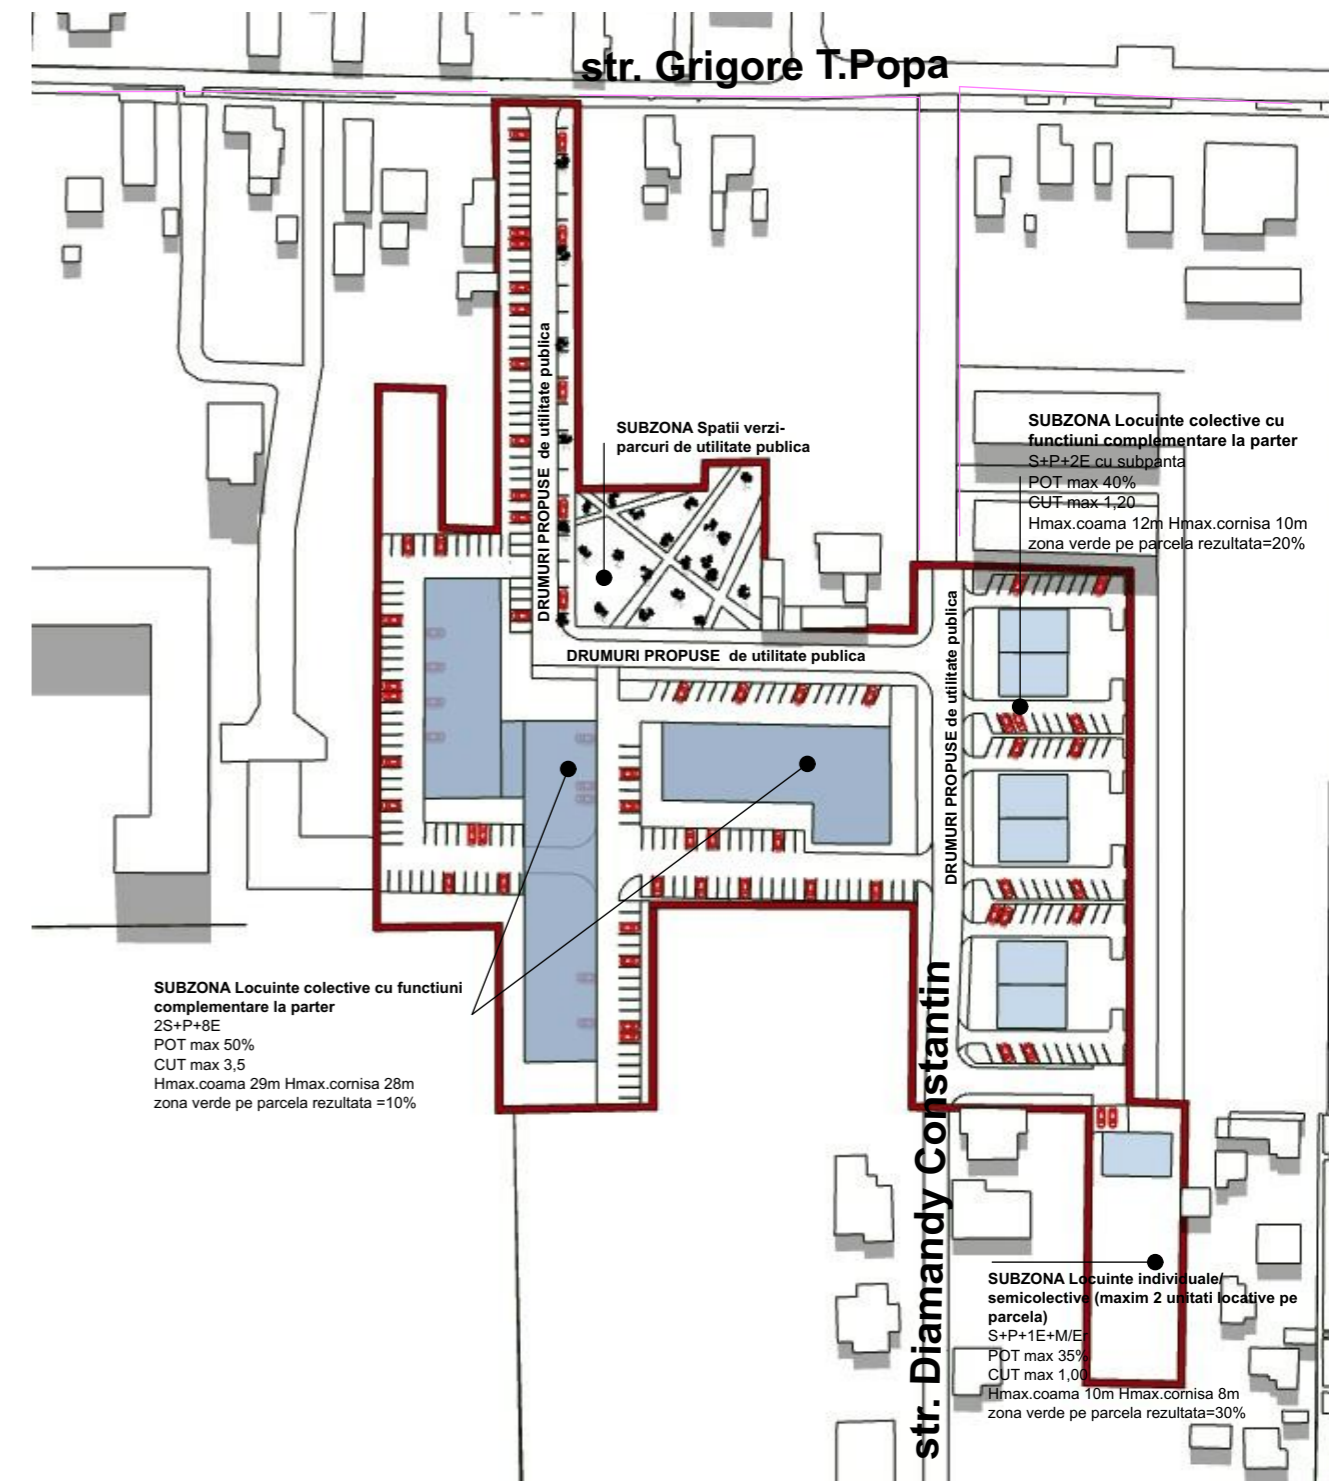 str. Grigore T.Popa
DRUMURI PROPUSE de utilitate publica
SUBZONA Spatii verzi-
parcuri de utilitate publica
SUBZONA Locuinte colective cu
functiuni complementare la parter
S+P+2E cu subpanta
POT max 40%
CUT max 1,20
Hmax.coama 12m Hmax.cornisa 10m
zona verde pe parcela rezultata=20%
DRUMURI PROPUSE de utilitate publica
DRUMURI PROPUSE de utilitate publica
SUBZONA Locuinte colective cu functiuni
complementare la parter
2S+P+8E
POT max 50%
CUT max 3,5
Hmax.coama 29m Hmax.cornisa 28m
zona verde pe parcela rezultata =10%
str. Diamandy Constantin
SUBZONA Locuinte individuale/
semicolective (maxim 2 unitati locative pe
parcela)
S+P+1E+M/Er
POT max 35%
CUT max 1,00
Hmax.coama 10m Hmax.cornisa 8m
zona verde pe parcela rezultata=30%